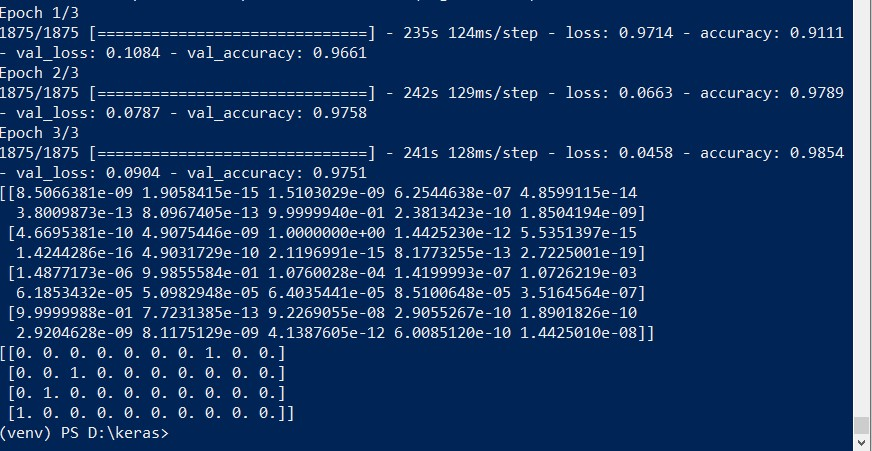 Epoch 1/3
1875/1875 [==============================] - 235s 124ms/step - loss: 0.9714 - accuracy: 0.9111
- val_loss: 0.1084 - val_accuracy: 0.9661
Epoch 2/3
1875/1875 [==============================] - 242s 129ms/step - loss: 0.0663 - accuracy: 0.9789
- val_loss: 0.0787 - val_accuracy: 0.9758
Epoch 3/3
1875/1875 [==============================] - 241s 128ms/step - loss: 0.0458 - accuracy: 0.9854
- val_loss: 0.0904 - val_accuracy: 0.9751
[[8.5066381e-09 1.9058415e-15 1.5103029e-09 6.2544638e-07 4.8599115e-14
3.8009873e-13 8.0967405e-13 9.9999940e-01 2.3813423e-10 1.8504194e-09]
[4.6695381e-10 4.9075446e-09 1.0000000e+00 1.4425230e-12 5.5351397e-15
1.4244286e-16 4.9031729e-10 2.1196991e-15 8.1773255e-13 2.7225001e-19]
[1.4877173e-06 9.9855584e-01 1.0760028e-04 1.4199993e-07 1.0726219e-03
6.1853432e-05 5.0982948e-05 6.4035441e-05 8.5100648e-05 3.5164564e-07]
[9.9999988e-01 7.7231385e-13 9.2269055e-08 2.9055267e-10 1.8901826e-10
2.9204628e-09 8.1175129e-09 4.1387605e-12 6.0085120e-10 1.4425010e-08]]
[[0. 0. 0. 0. 0. 0. 0. 1. 0. 0.]
[0. 0. 1. 0. 0. 0. 0. 0. 0. 0.]
[0. 1. 0. 0. 0. 0. 0. 0. 0. 0.]
[1. 0. 0. 0. 0. 0. 0. 0. 0. 0.]]
(venv) PS D:\keras>